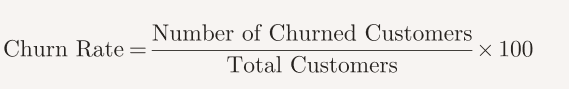 Churn Rate = Number of Churned Customers / Total Customers × 100